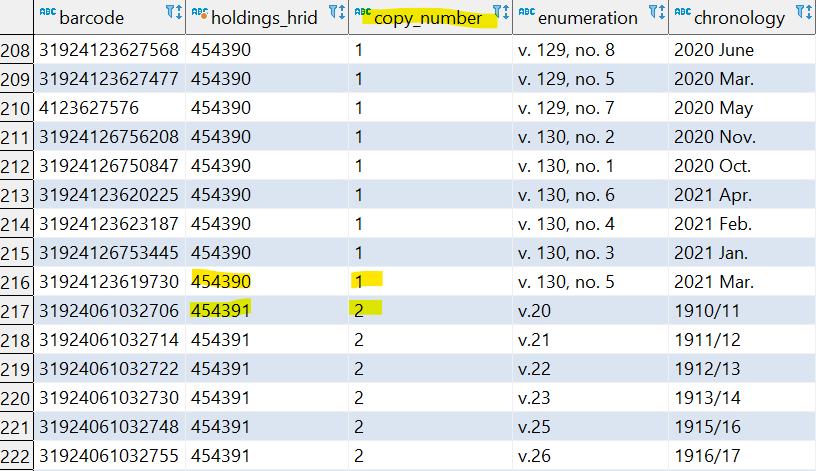 ABC barcode ABC holdings_hrid ABC copy_number ABC enumeration ABC chronology
208 31924123627568 454390 1 v. 129, no. 8 2020 June
209 31924123627477 454390 1 v. 129, no. 5 2020 Mar.
210 4123627576 454390 1 v. 129, no. 7 2020 May
211 31924126756208 454390 1 v. 130, no. 2 2020 Nov.
212 31924126750847 454390 1 v. 130, no. 1 2020 Oct.
213 31924123620225 454390 1 v. 130, no. 6 2021 Apr.
214 31924123623187 454390 1 v. 130, no. 4 2021 Feb.
215 31924126753445 454390 1 v. 130, no. 3 2021 Jan.
216 31924123619730 454390 1 v. 130, no. 5 2021 Mar.
217 31924061032706 454391 2 v.20 1910/11
218 31924061032714 454391 2 v.21 1911/12
219 31924061032722 454391 2 v.22 1912/13
220 31924061032730 454391 2 v.23 1913/14
221 31924061032748 454391 2 v.25 1915/16
222 31924061032755 454391 2 v.26 1916/17